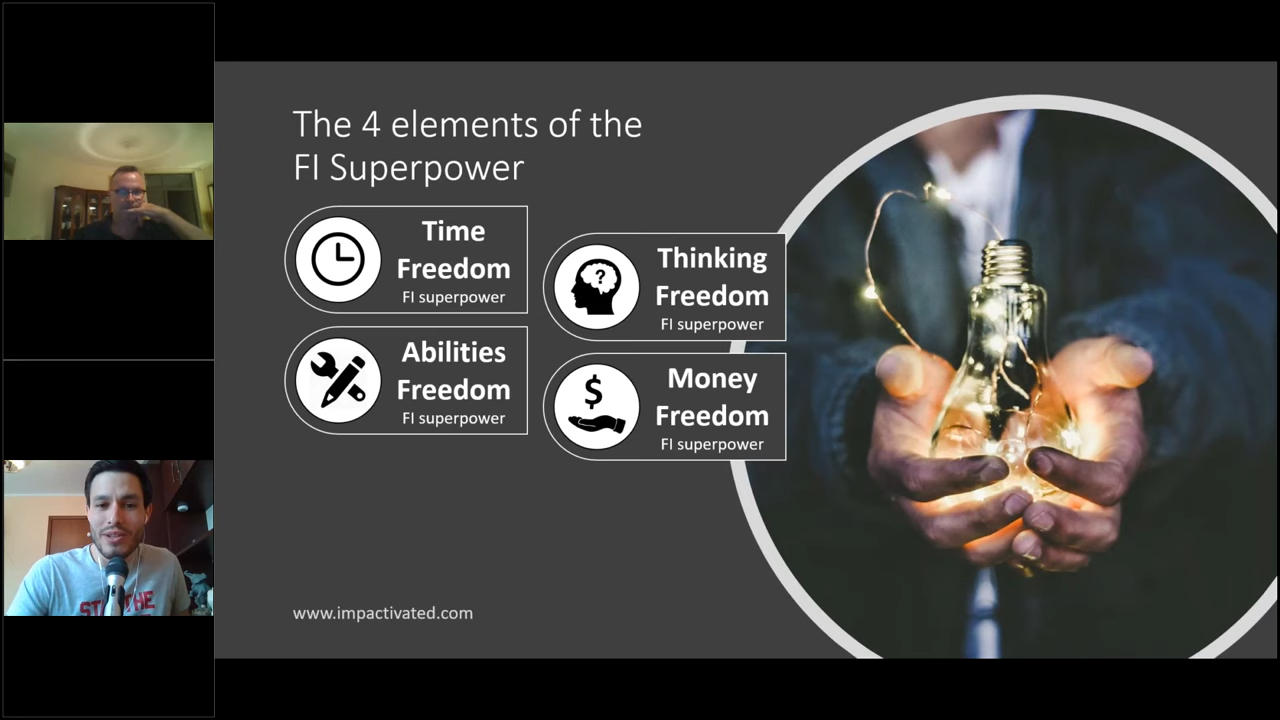 The 4 elements of the
FI Superpower
Time
Freedom
FI superpower
Thinking
Freedom
FI superpower
Abilities
Freedom
FI superpower
Money
Freedom
FI superpower
$
?
www.impactivated.com
THE